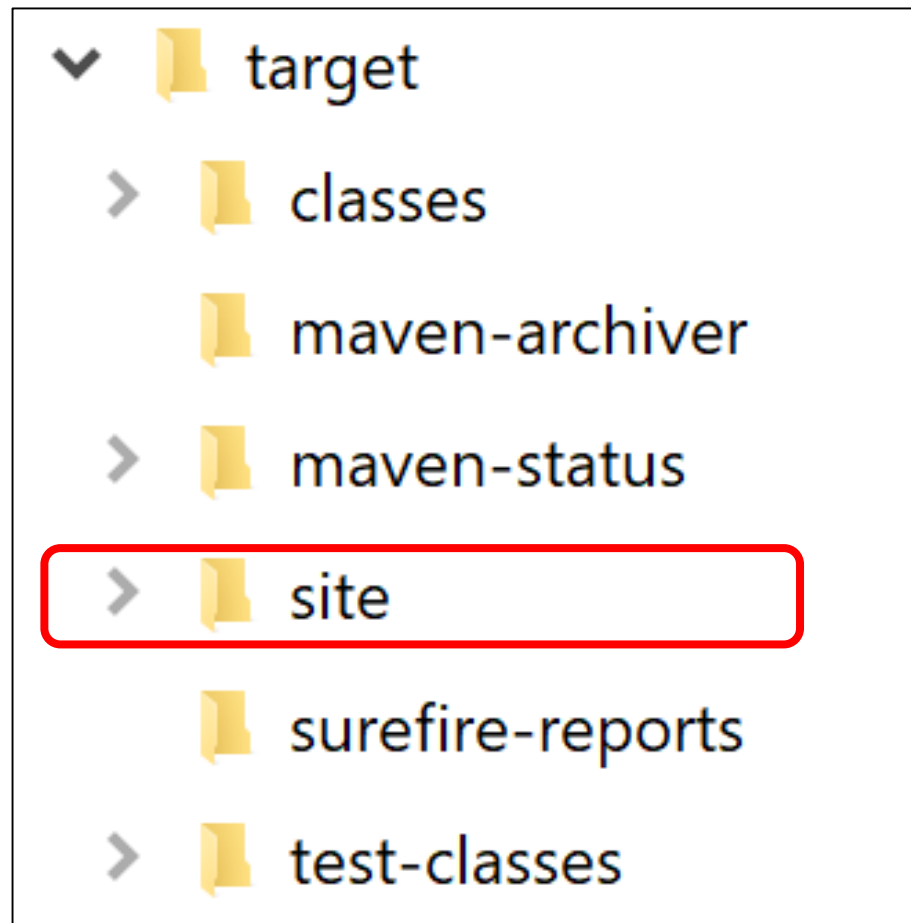 target
classes
maven-archiver
maven-status
site
surefire-reports
test-classes